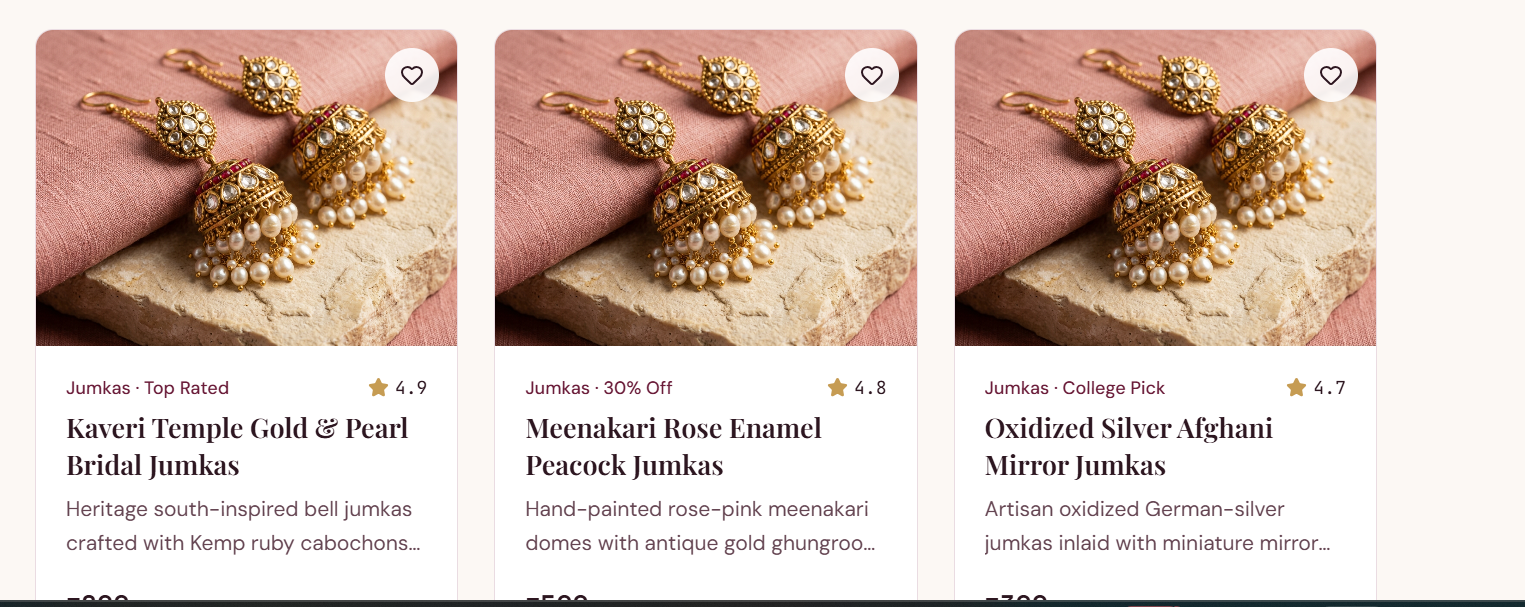 Jumkas · Top Rated
4.9
Kaveri Temple Gold & Pearl
Bridal Jumkas
Heritage south-inspired bell jumkas
crafted with Kemp ruby cabochons...
Jumkas · 30% Off
4.8
Meenakari Rose Enamel
Peacock Jumkas
Hand-painted rose-pink meenakari
domes with antique gold ghungroo...
Jumkas · College Pick
4.7
Oxidized Silver Afghani
Mirror Jumkas
Artisan oxidized German-silver
jumkas inlaid with miniature mirror...